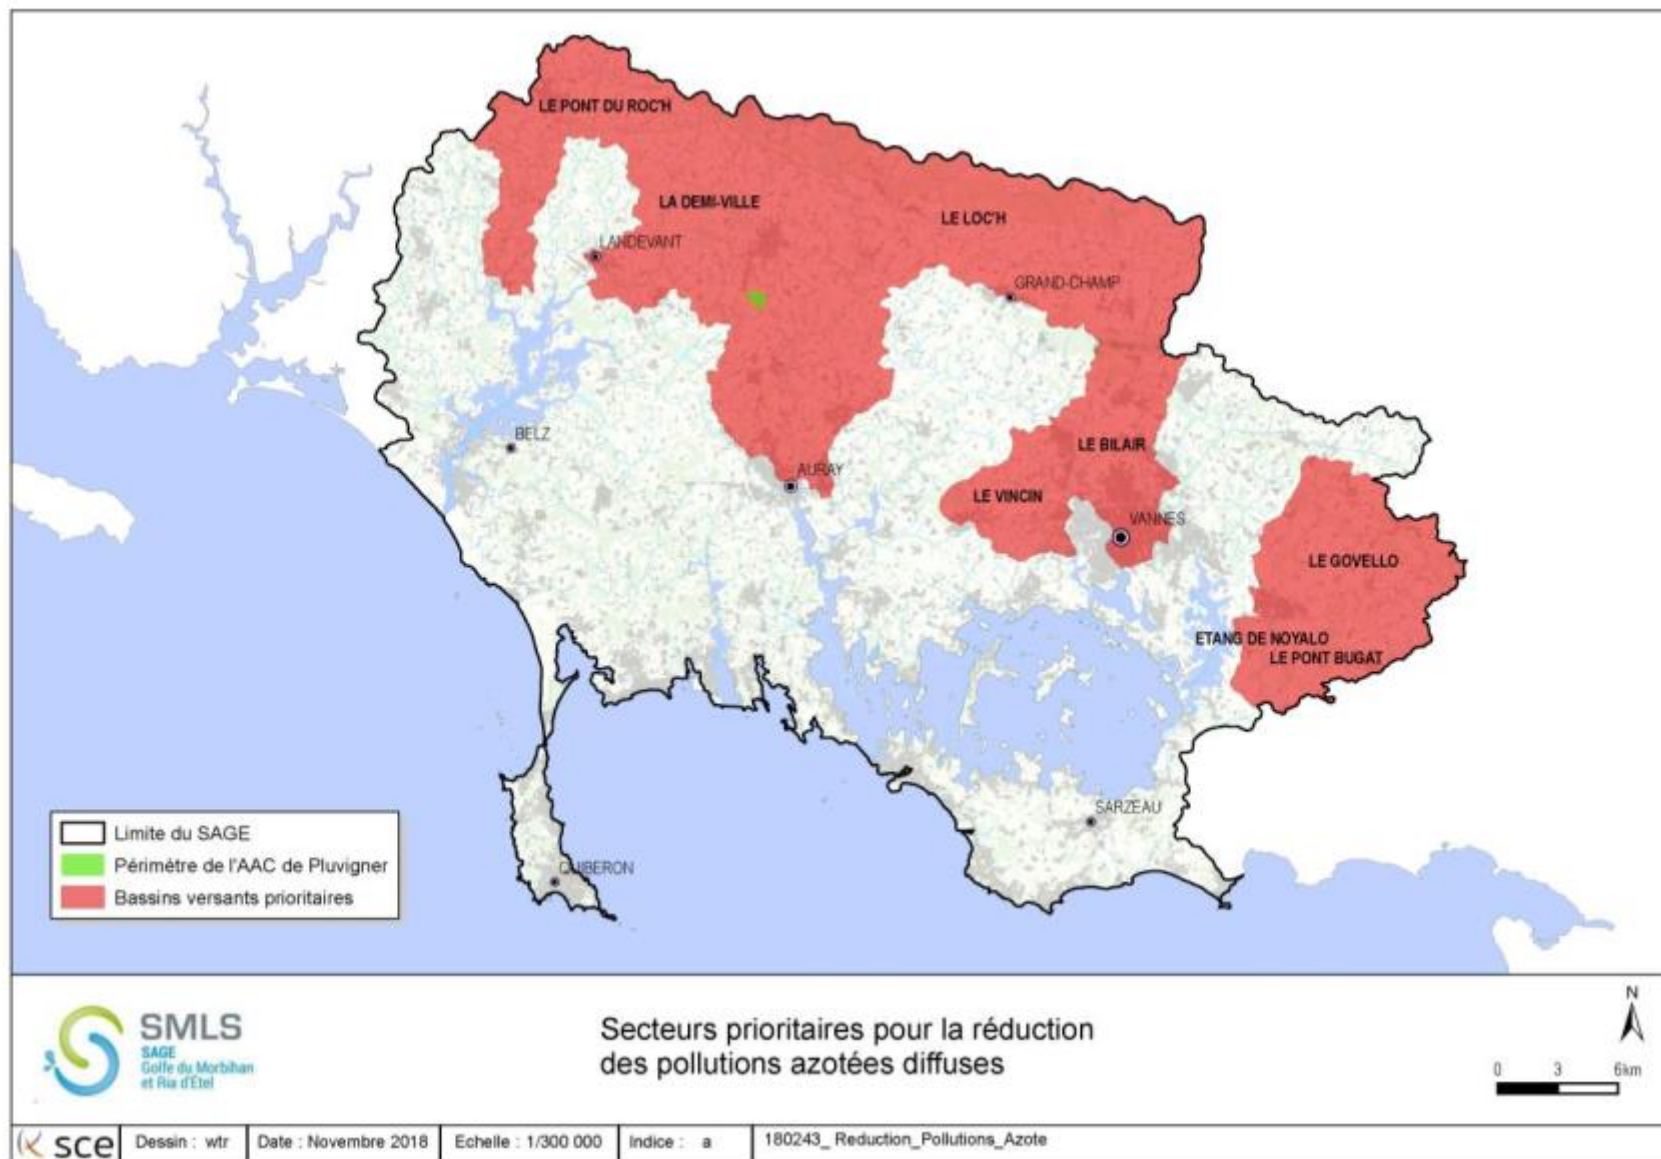 LE PONT DU ROC'H
LA DEMI-VILLE
LE LOC'H
LANDEVANT
GRAND-CHAMP
BELZ
LE BILAIR
AURAY
LE VINCIN
VANNES
LE GOVELLO
ETANG DE NOYALO
LE PONT BUGAT
SARZEAU
QUIBERON
Limite du SAGE
Périmètre de l'AAC de Pluvigner
Bassins versants prioritaires
SMLS
SAGE
Golfe du Morbihan
et Ria d'Étel
Secteurs prioritaires pour la réduction
des pollutions azotées diffuses
N
0 3 6km
sce Dessin : wtr Date : Novembre 2018 Echelle : 1/300 000 Indice : a 180243_ Reduction_Pollutions_Azote